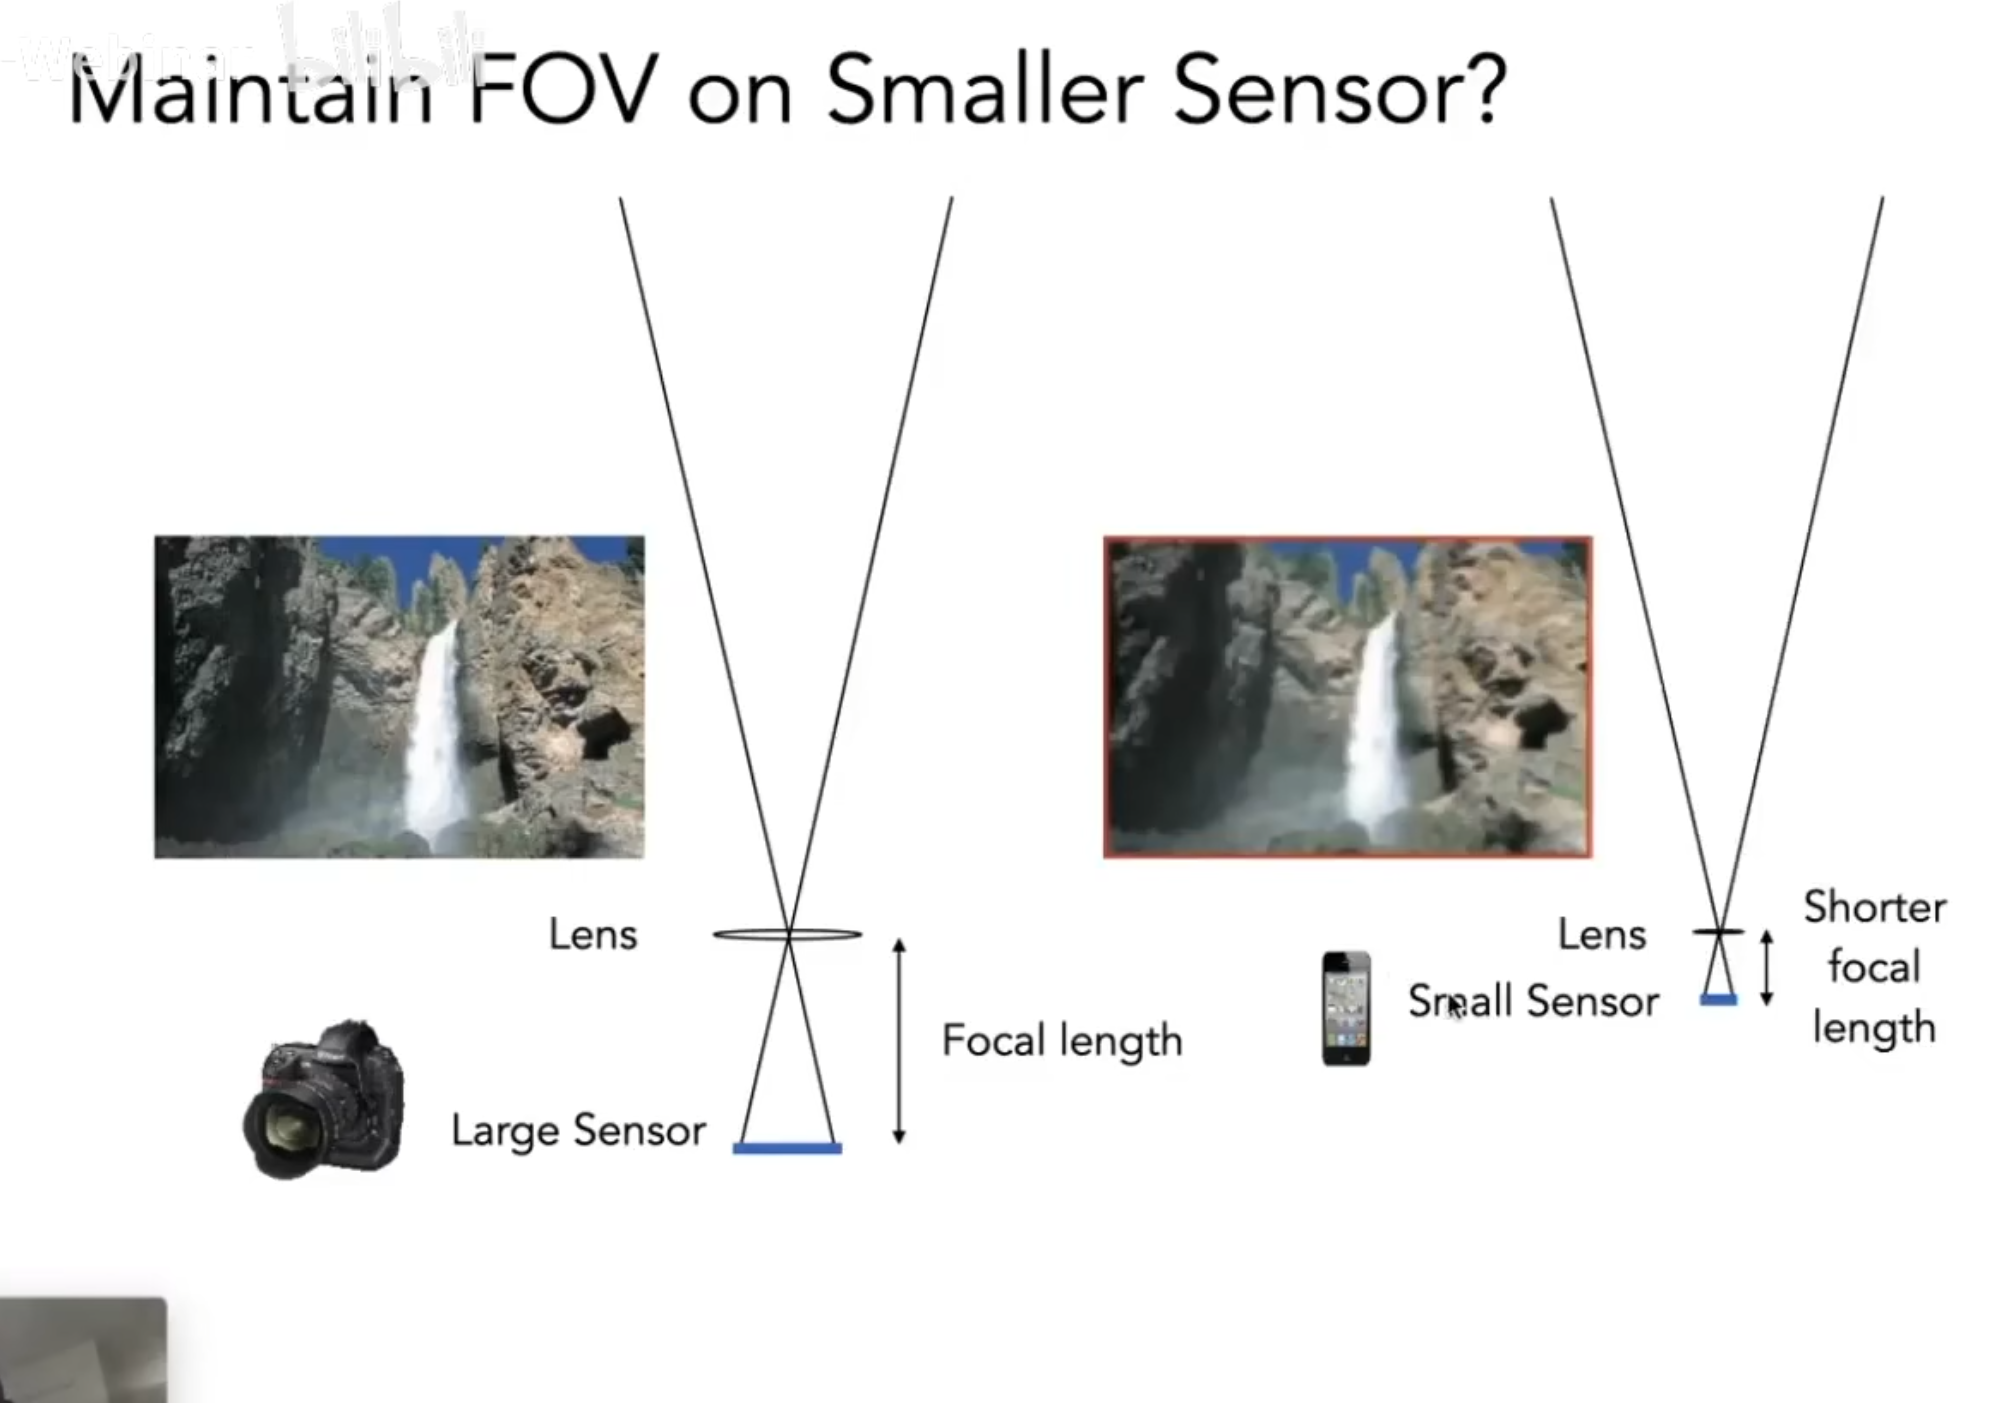 -Webinar
bilibili
Maintain FOV on Smaller Sensor?
Lens
Focal length
Large Sensor
Lens
Small Sensor
Shorter
focal
length